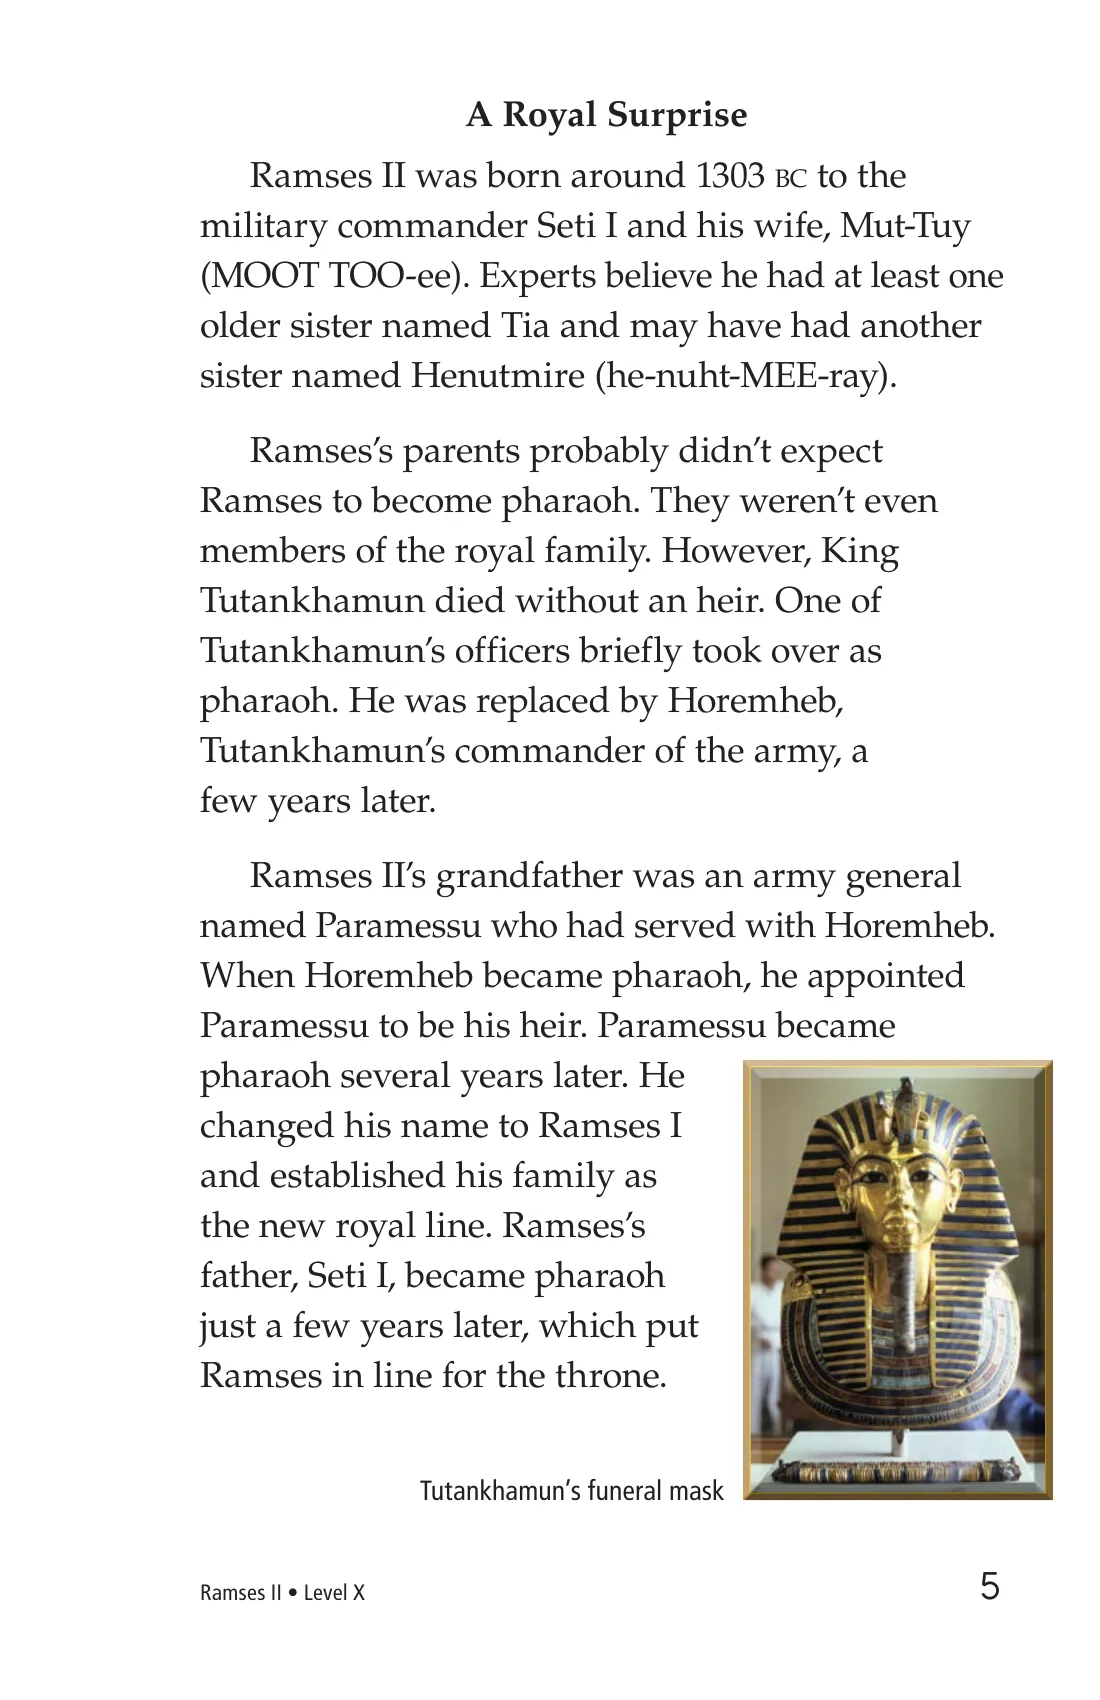 A Royal Surprise
Ramses II was born around 1303 BC to the
military commander Seti I and his wife, Mut-Tuy
(MOOT TOO-ee). Experts believe he had at least one
older sister named Tia and may have had another
sister named Henutmire (he-nuht-MEE-ray).
Ramses’s parents probably didn’t expect
Ramses to become pharaoh. They weren’t even
members of the royal family. However, King
Tutankhamun died without an heir. One of
Tutankhamun’s officers briefly took over as
pharaoh. He was replaced by Horemheb,
Tutankhamun’s commander of the army, a
few years later.
Ramses II’s grandfather was an army general
named Paramessu who had served with Horemheb.
When Horemheb became pharaoh, he appointed
Paramessu to be his heir. Paramessu became
pharaoh several years later. He
changed his name to Ramses I
and established his family as
the new royal line. Ramses’s
father, Seti I, became pharaoh
just a few years later, which put
Ramses in line for the throne.
Tutankhamun’s funeral mask
Ramses II • Level X
5